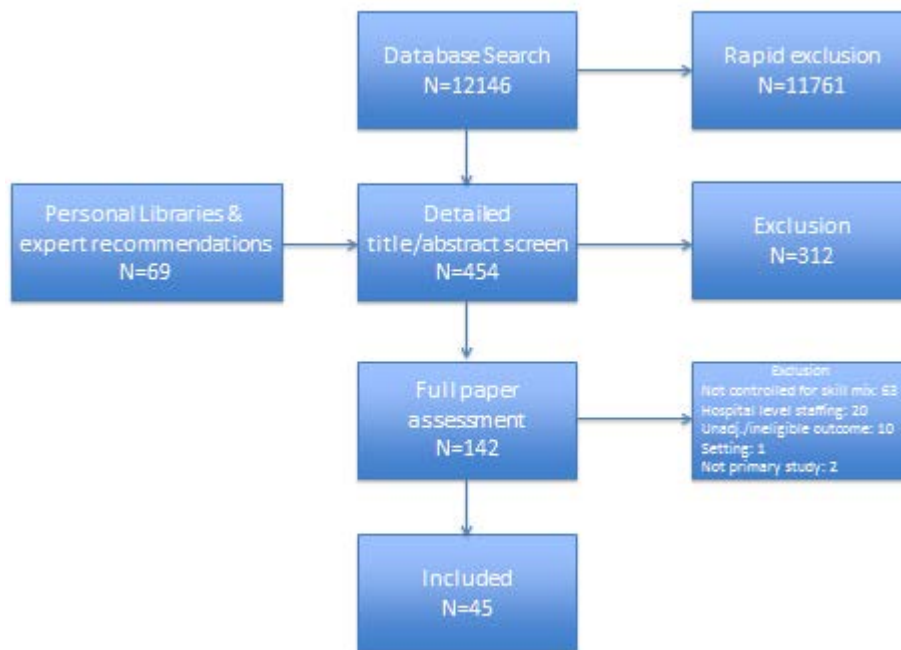 Database Search
N=12146
Rapid exclusion
N=11761
Personal Libraries &
expert recommendations
N=69
Detailed
title/abstract screen
N=454
Exclusion
N=312
Full paper
assessment
N=142
Exclusion
Not controlled for skill mix: 63
Hospital level staffing: 20
Unadj./ineligible outcome: 10
Setting: 1
Not primary study: 2
Included
N=45